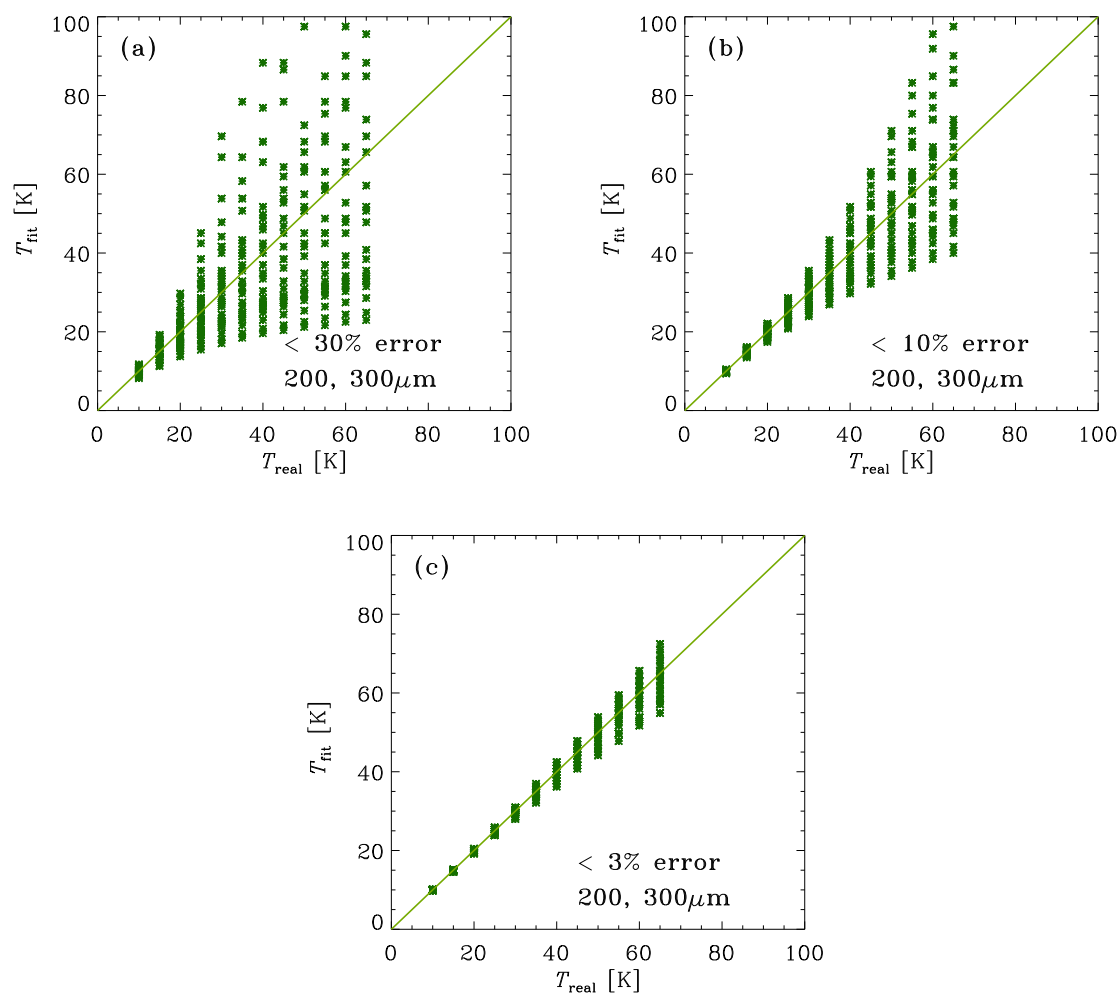 (a)
100
80
60
40
20
0
T_fit [K]
< 30% error
200, 300μm
0 20 40 60 80 100
T_real [K]
(b)
100
80
60
40
20
0
T_fit [K]
< 10% error
200, 300μm
0 20 40 60 80 100
T_real [K]
(c)
100
80
60
40
20
0
T_fit [K]
< 3% error
200, 300μm
0 20 40 60 80 100
T_real [K]